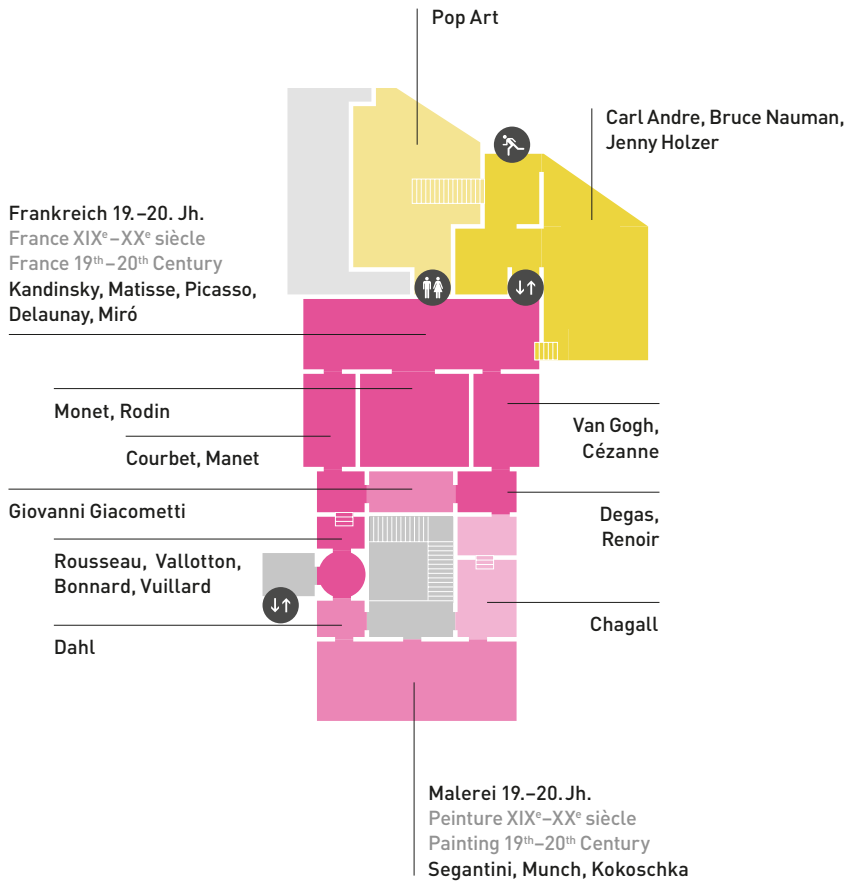 Pop Art
Carl Andre, Bruce Nauman,
Jenny Holzer
Frankreich 19.–20. Jh.
France XIXᵉ–XXᵉ siècle
France 19ᵗʰ–20ᵗʰ Century
Kandinsky, Matisse, Picasso,
Delaunay, Miró
Monet, Rodin
Van Gogh,
Cézanne
Courbet, Manet
Giovanni Giacometti
Degas,
Renoir
Rousseau, Vallotton,
Bonnard, Vuillard
Chagall
Dahl
Malerei 19.–20. Jh.
Peinture XIXᵉ–XXᵉ siècle
Painting 19ᵗʰ–20ᵗʰ Century
Segantini, Munch, Kokoschka